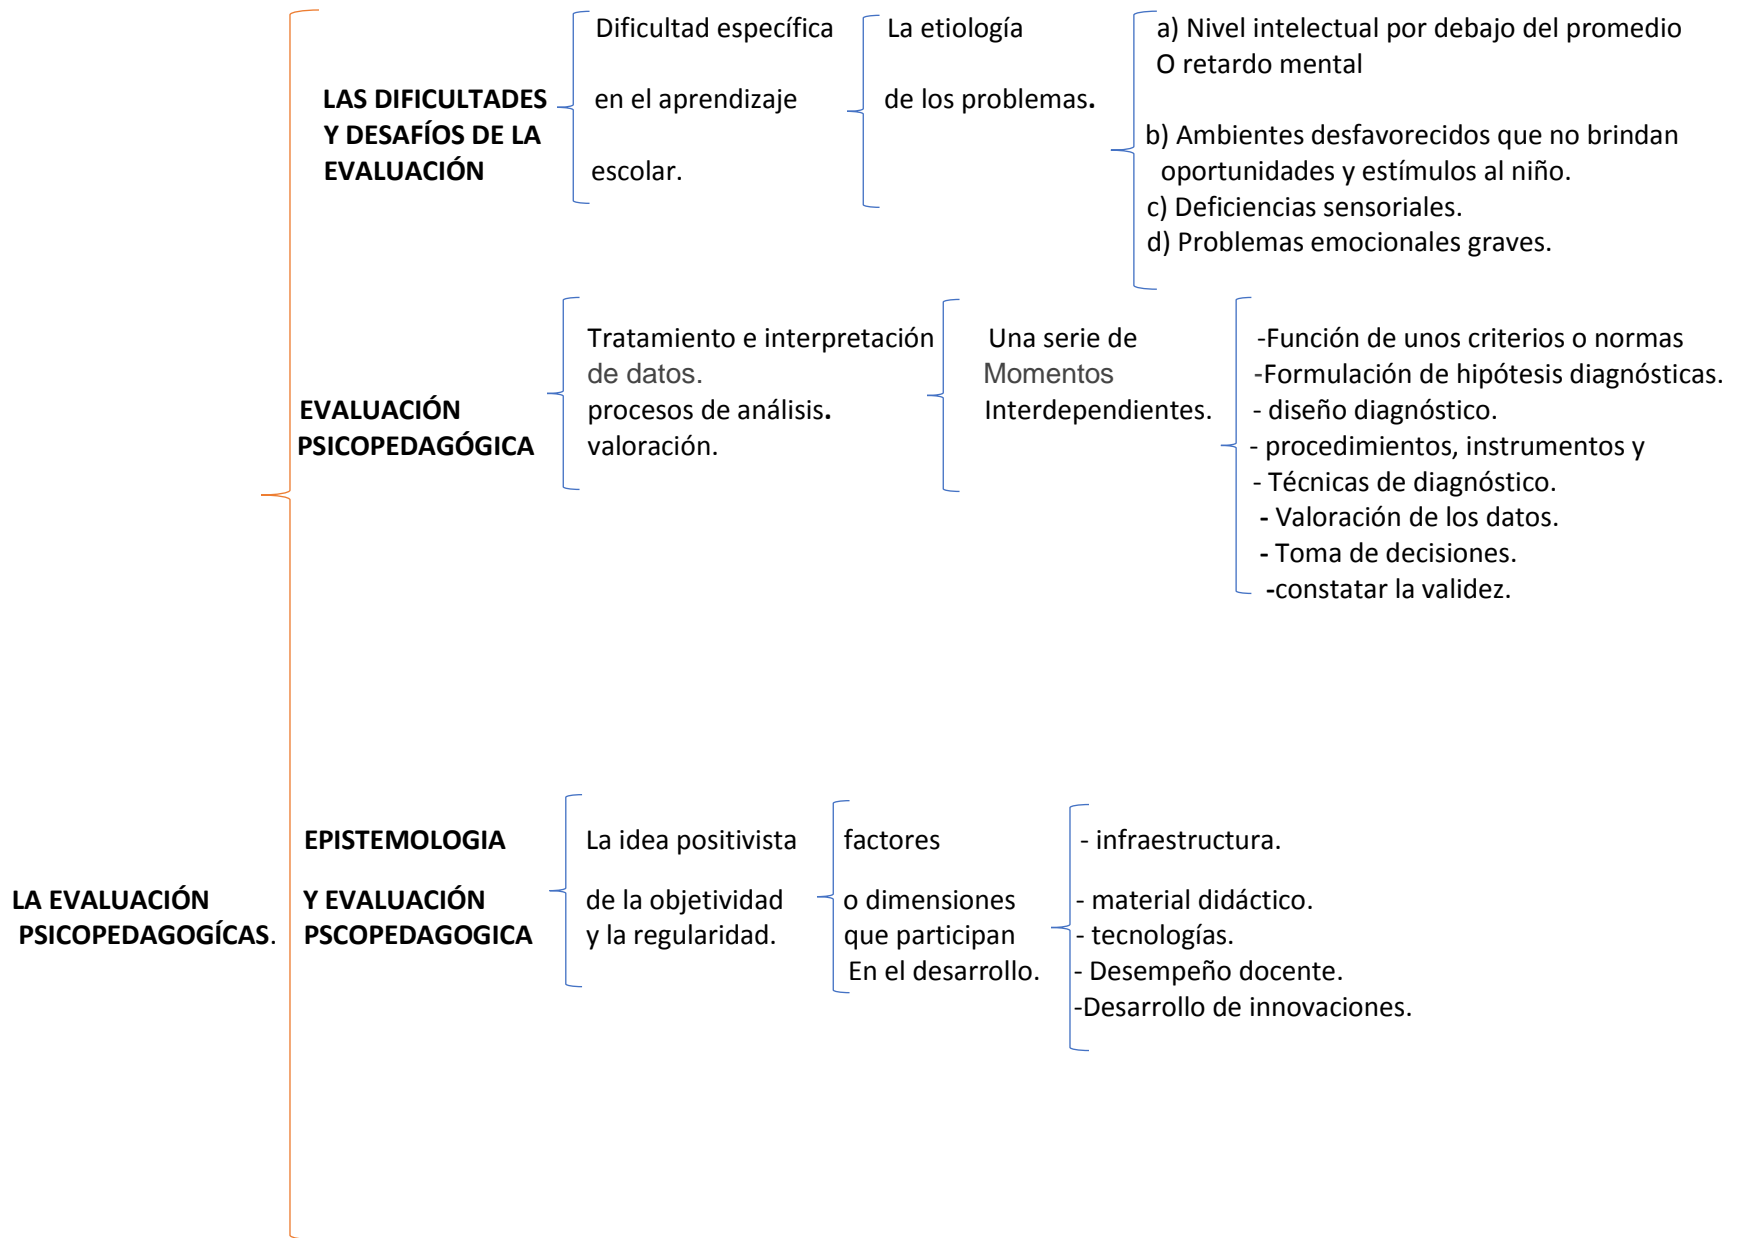 LA EVALUACIÓN
PSICOPEDAGOGÍCAS.
LAS DIFICULTADES
Y DESAFÍOS DE LA
EVALUACIÓN
Dificultad específica
en el aprendizaje
escolar.
La etiología
de los problemas.
a) Nivel intelectual por debajo del promedio
O retardo mental
b) Ambientes desfavorecidos que no brindan
oportunidades y estímulos al niño.
c) Deficiencias sensoriales.
d) Problemas emocionales graves.
EVALUACIÓN
PSICOPEDAGÓGICA
Tratamiento e interpretación
de datos.
procesos de análisis.
valoración.
Una serie de
Momentos
Interdependientes.
-Función de unos criterios o normas
-Formulación de hipótesis diagnósticas.
- diseño diagnóstico.
- procedimientos, instrumentos y
- Técnicas de diagnóstico.
- Valoración de los datos.
- Toma de decisiones.
-constatar la validez.
EPISTEMOLOGIA
Y EVALUACIÓN
PSCOPEDAGOGICA
La idea positivista
de la objetividad
y la regularidad.
factores
o dimensiones
que participan
En el desarrollo.
- infraestructura.
- material didáctico.
- tecnologías.
- Desempeño docente.
-Desarrollo de innovaciones.